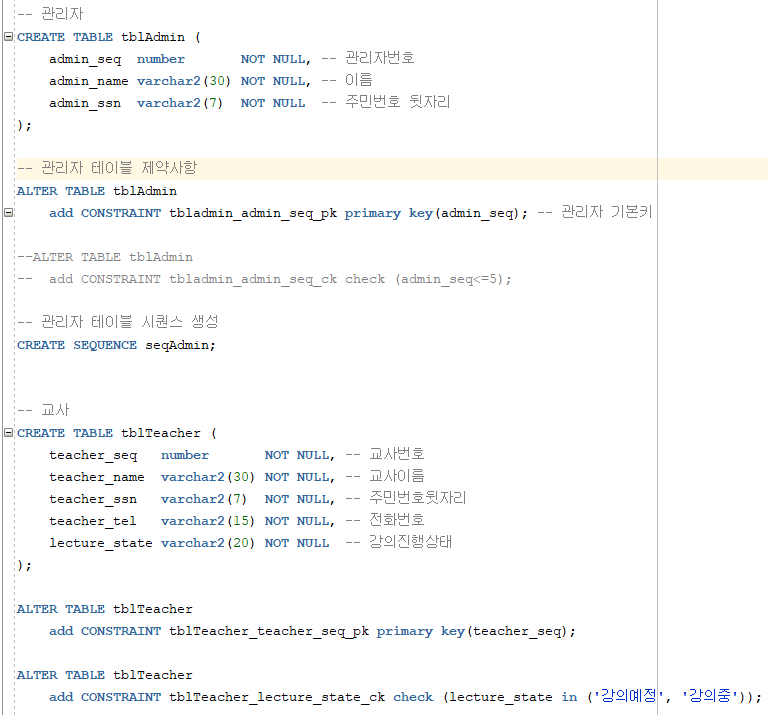 -- 관리자
CREATE TABLE tblAdmin (
    admin_seq  number       NOT NULL, -- 관리자번호
    admin_name varchar2(30) NOT NULL, -- 이름
    admin_ssn  varchar2(7)  NOT NULL  -- 주민번호 뒷자리
);
-- 관리자 테이블 제약사항
ALTER TABLE tblAdmin
    add CONSTRAINT tbladmin_admin_seq_pk primary key(admin_seq); -- 관리자 기본키
--ALTER TABLE tblAdmin
--  add CONSTRAINT tbladmin_admin_seq_ck check (admin_seq<=5);
-- 관리자 테이블 시퀀스 생성
CREATE SEQUENCE seqAdmin;
-- 교사
CREATE TABLE tblTeacher (
    teacher_seq   number       NOT NULL, -- 교사번호
    teacher_name  varchar2(30) NOT NULL, -- 교사이름
    teacher_ssn   varchar2(7)  NOT NULL, -- 주민번호뒷자리
    teacher_tel   varchar2(15) NOT NULL, -- 전화번호
    lecture_state varchar2(20) NOT NULL  -- 강의진행상태
);
ALTER TABLE tblTeacher
    add CONSTRAINT tblTeacher_teacher_seq_pk primary key(teacher_seq);
ALTER TABLE tblTeacher
    add CONSTRAINT tblTeacher_lecture_state_ck check (lecture_state in ('강의예정', '강의중'));